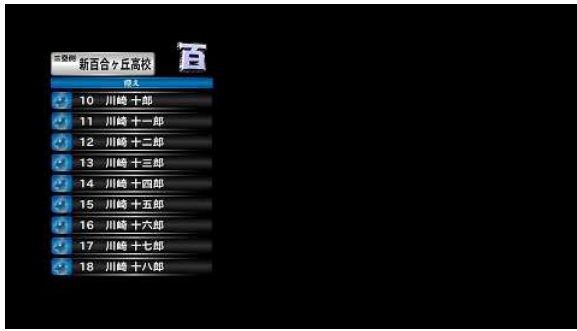 三塁側 新百合ヶ丘高校 百
控え
10 川崎 十郎
11 川崎 十一郎
12 川崎 十二郎
13 川崎 十三郎
14 川崎 十四郎
15 川崎 十五郎
16 川崎 十六郎
17 川崎 十七郎
18 川崎 十八郎